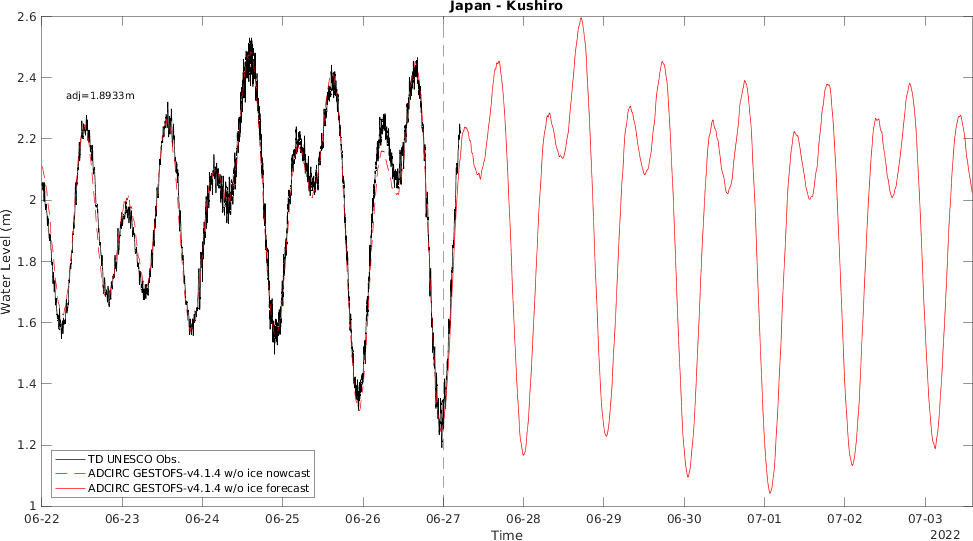 Japan - Kushiro
2.6
2.4
2.2
2
1.8
1.6
1.4
1.2
1
Water Level (m)
adj=1.8933m
TD UNESCO Obs.
ADCIRC GESTOFS-v4.1.4 w/o ice nowcast
ADCIRC GESTOFS-v4.1.4 w/o ice forecast
06-22 06-23 06-24 06-25 06-26 06-27 06-28 06-29 06-30 07-01 07-02 07-03
Time
2022